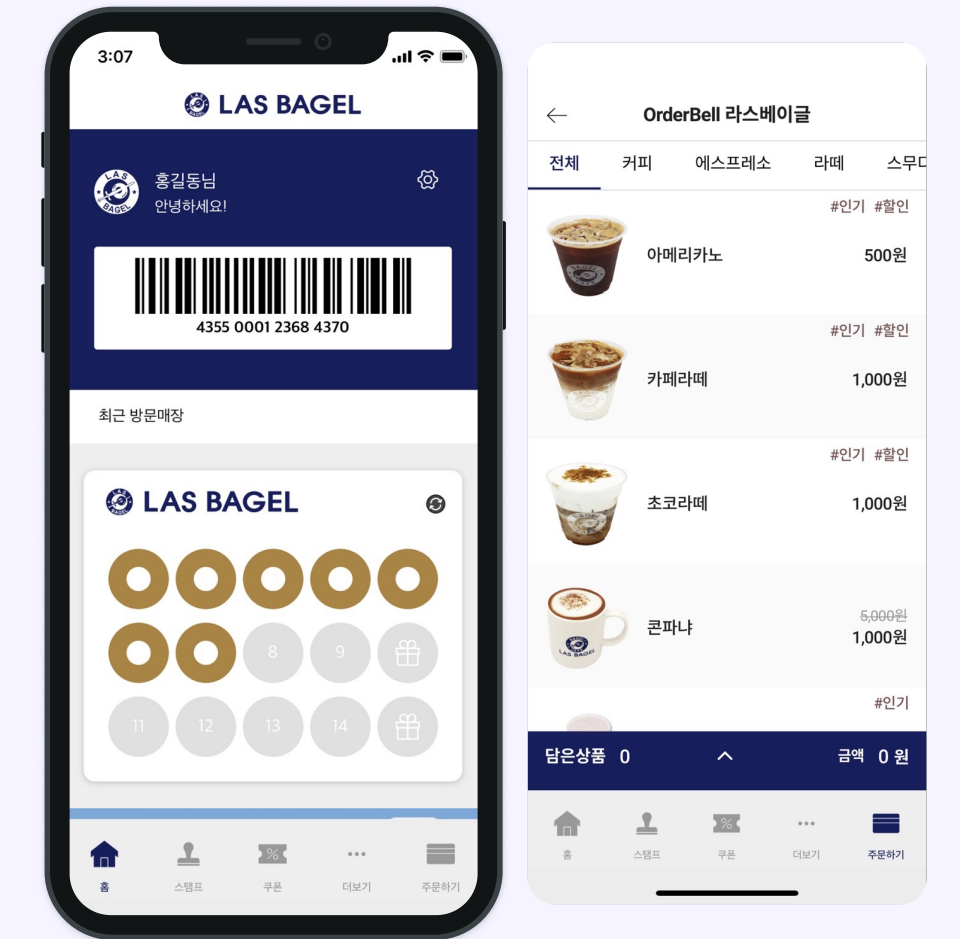 3:07
LAS BAGEL
LAS
BAGEL
홍길동님
안녕하세요!
4355 0001 2368 4370
최근 방문매장
LAS BAGEL
8
9
11
12
13
14
홈
스탬프
%
쿠폰
더보기
주문하기
OrderBell 라스베이글
전체
커피
에스프레소
라떼
#인기 #할인
아메리카노
500원
#인기 #할인
카페라떼
1,000원
#인기 #할인
초코라떼
1,000원
LAS BAGEL
콘파냐
5,000원
1,000원
#인기
담은상품 0
금액 0 원
홈
스탬프
%
쿠폰
더보기
주문하기